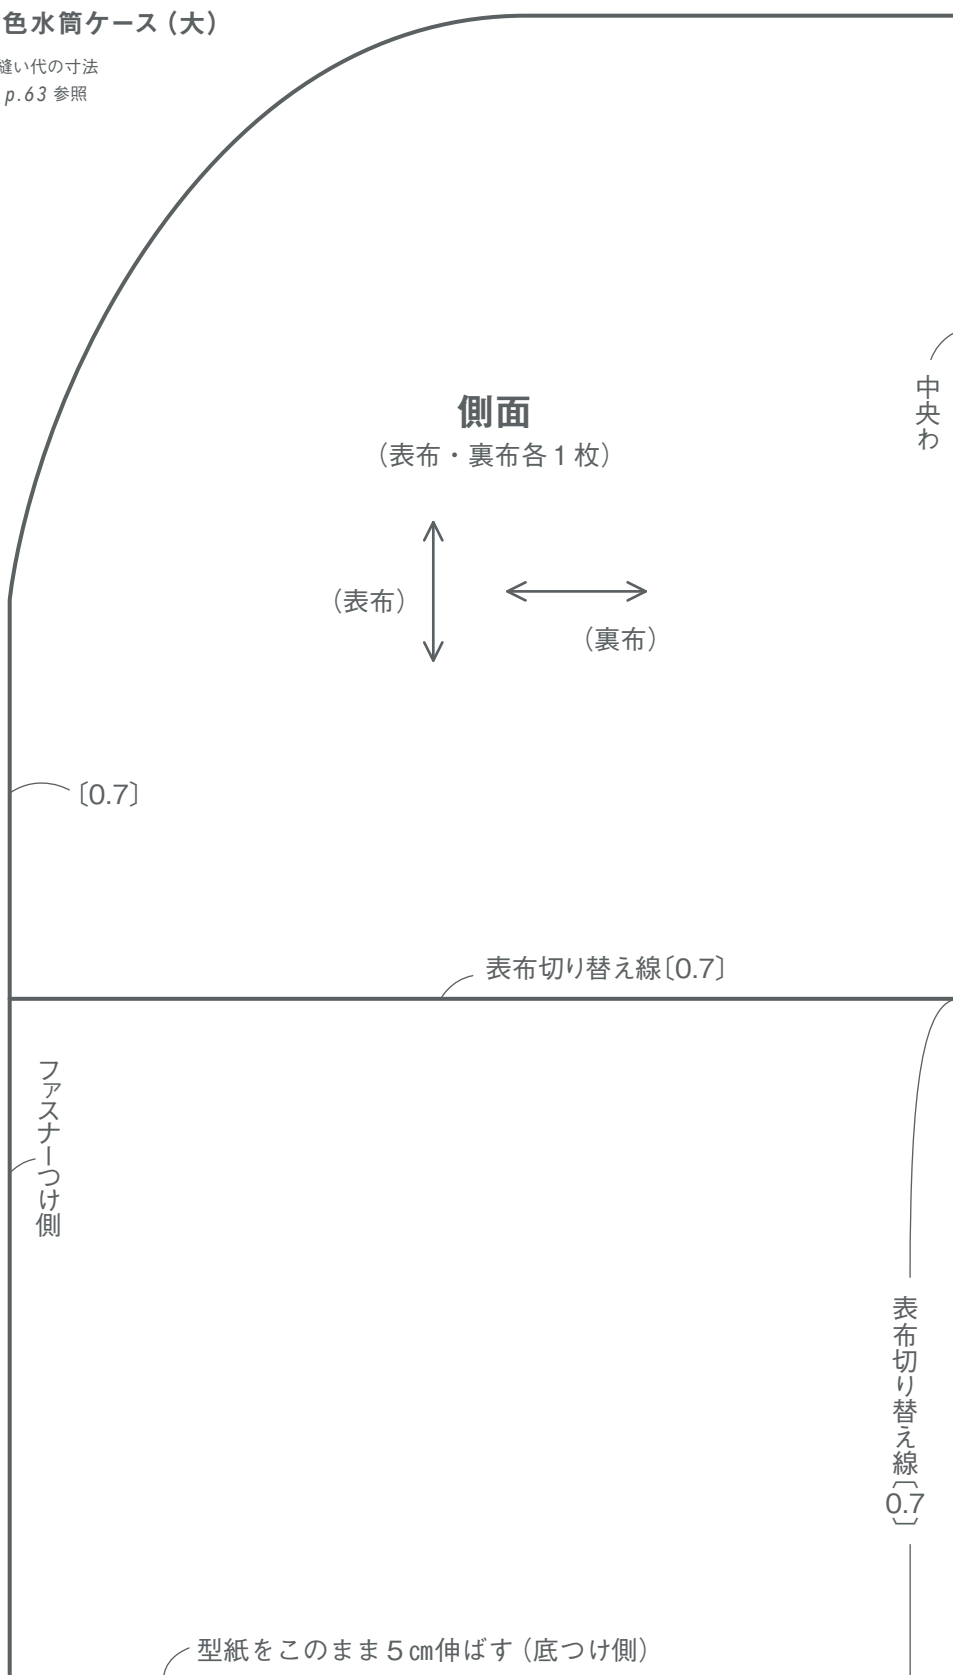 色水筒ケース（大）
縫い代の寸法
p.63 参照
中央わ
側面
（表布・裏布各１枚）
（表布）
（裏布）
〔0.7〕
表布切り替え線〔0.7〕
ファスナーつけ側
表布切り替え線〔0.7〕
型紙をこのまま５㎝伸ばす（底つけ側）